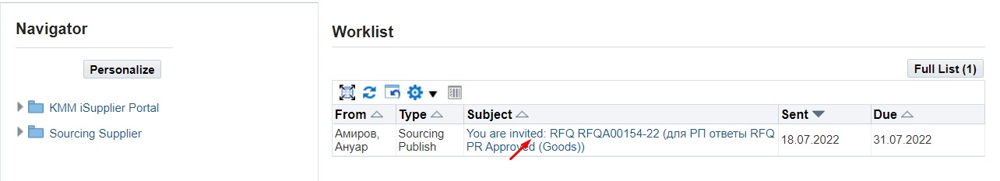 Navigator
Personalize
KMM iSupplier Portal
Sourcing Supplier
Worklist
Full List (1)
From Type Subject Sent Due
Амиров, Ануар
Sourcing Publish
You are invited: RFQ RFQA00154-22 (для РП ответы RFQ
PR Approved (Goods))
18.07.2022
31.07.2022